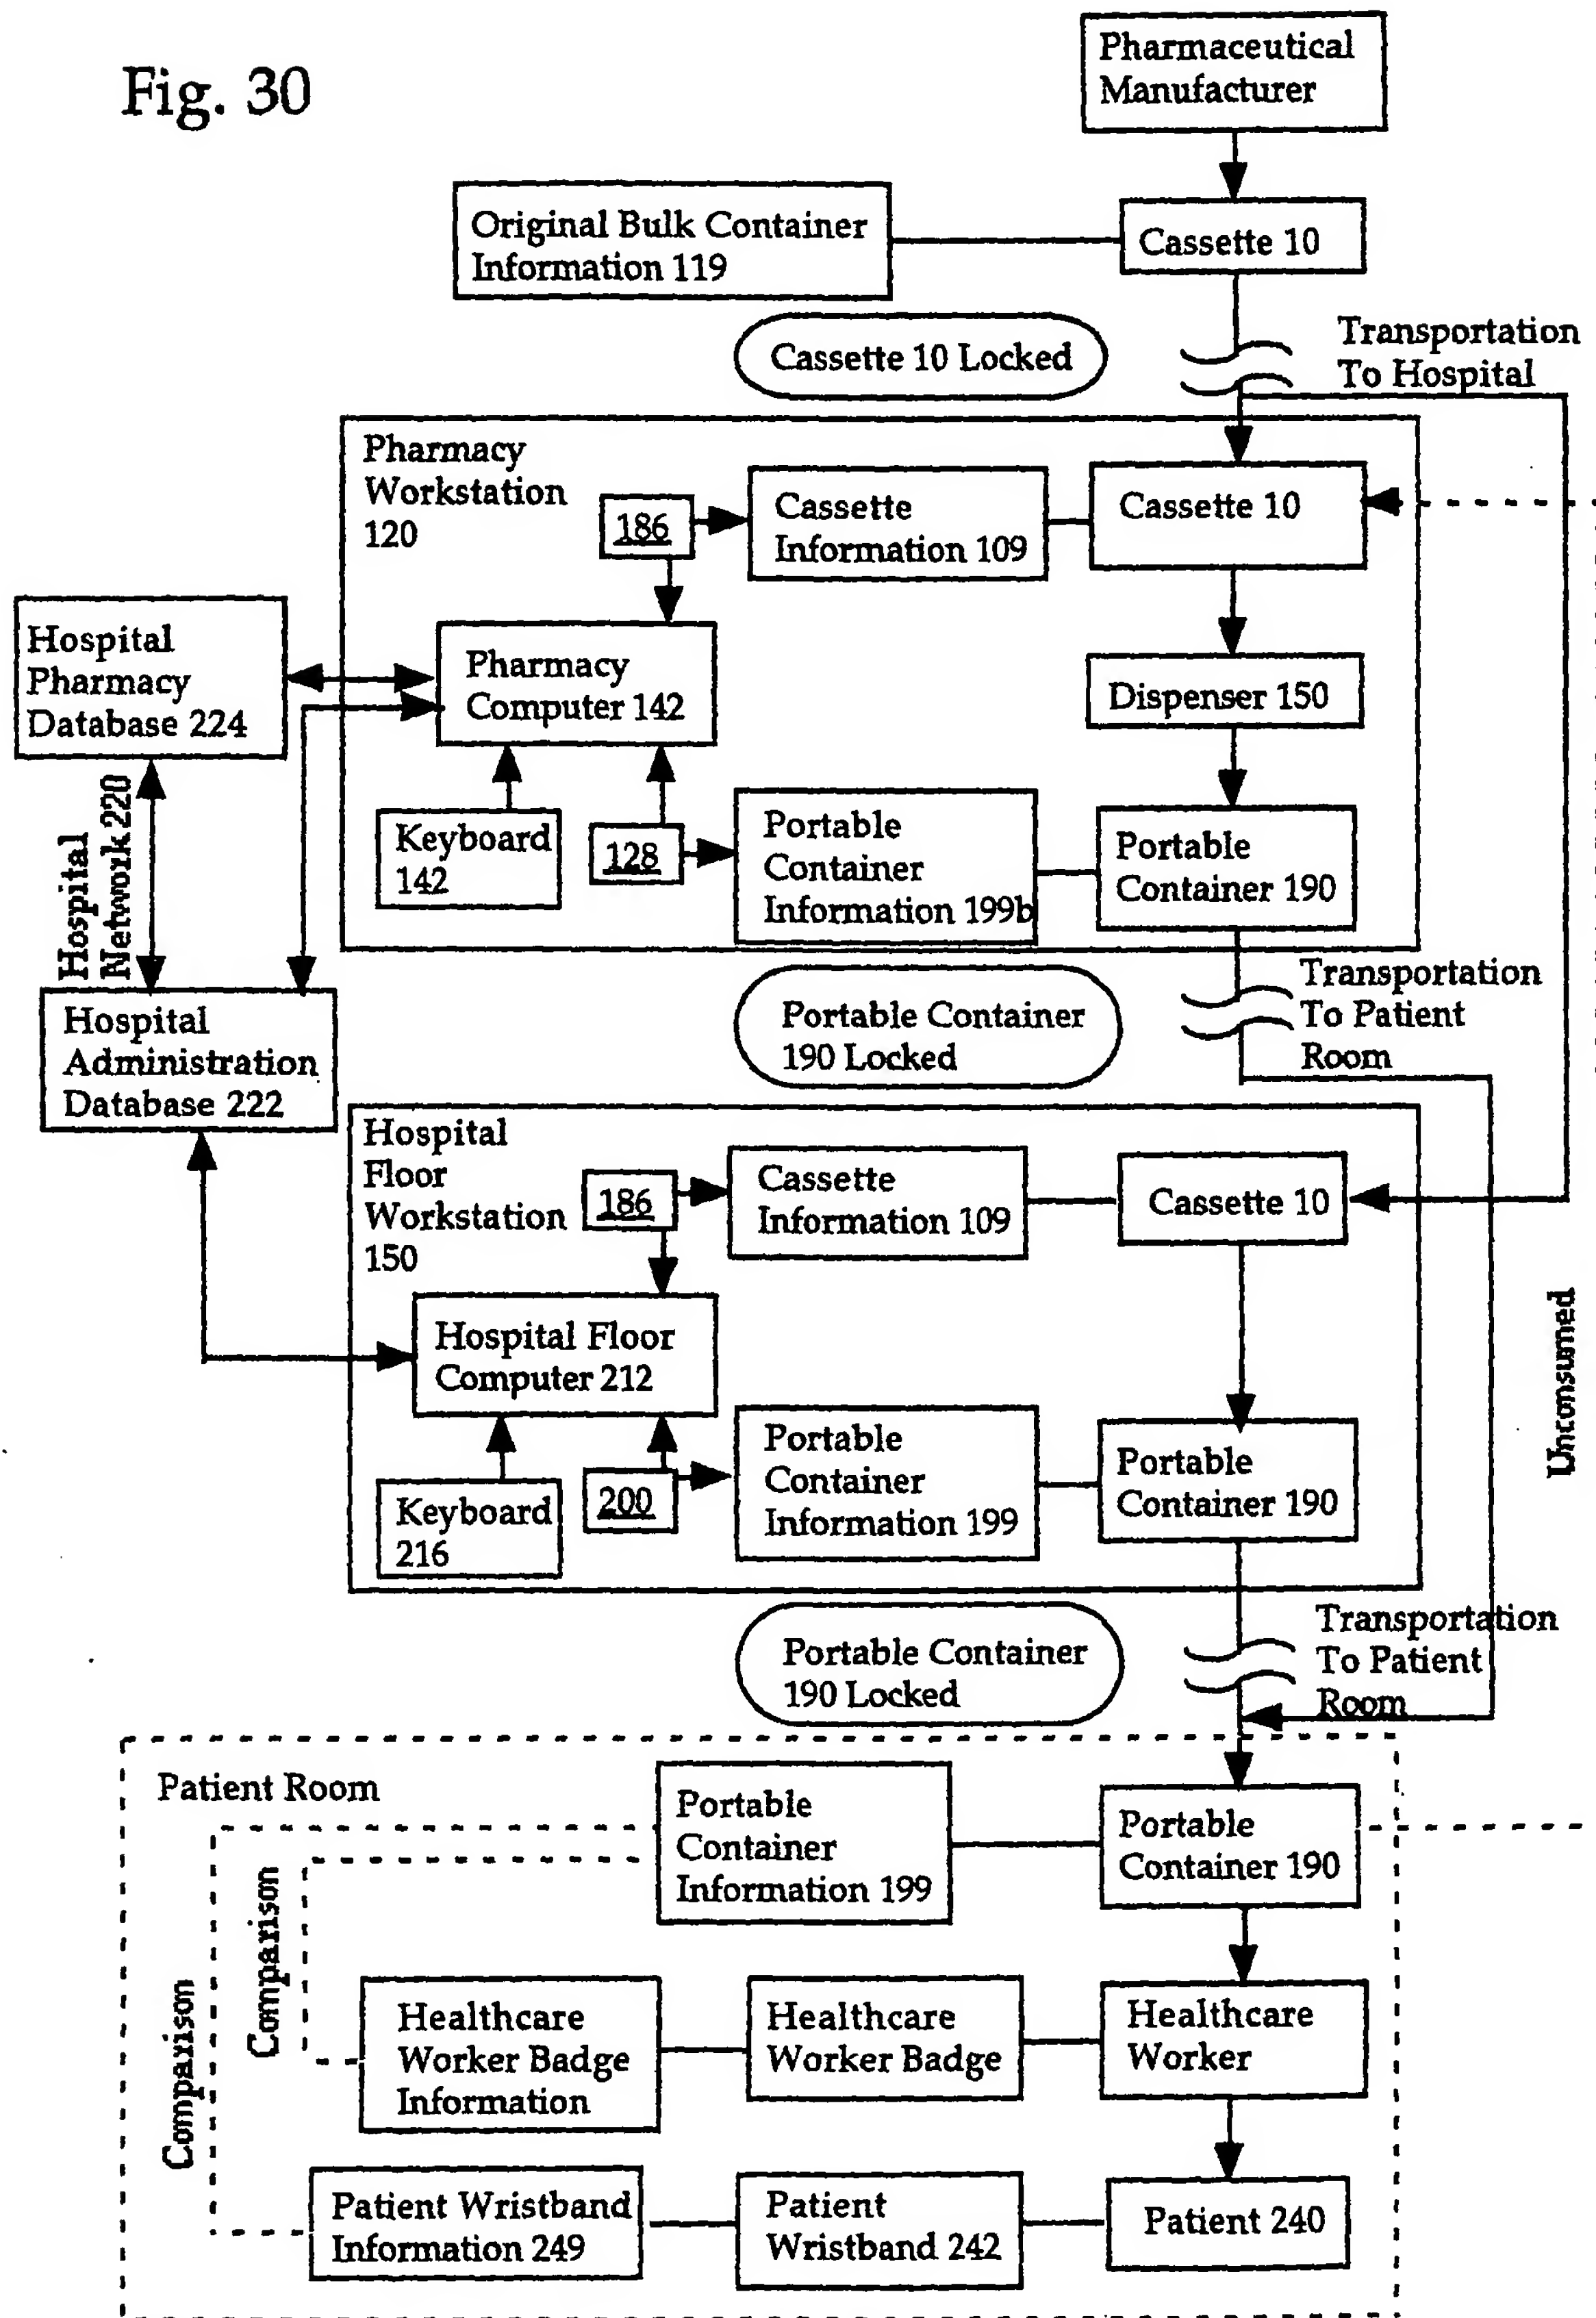 Fig. 30
Pharmaceutical
Manufacturer
Original Bulk Container
Information 119
Cassette 10
Cassette 10 Locked
Transportation
To Hospital
Pharmacy
Workstation
120
186
Cassette
Information 109
Cassette 10
Hospital
Pharmacy
Database 224
Pharmacy
Computer 142
Dispenser 150
Keyboard
142
128
Portable
Container
Information 199b
Portable
Container 190
Hospital
Network 220
Hospital
Administration
Database 222
Portable Container
190 Locked
Transportation
To Patient
Room
Hospital
Floor
Workstation
150
186
Cassette
Information 109
Cassette 10
Hospital Floor
Computer 212
Unconsumed
Keyboard
216
200
Portable
Container
Information 199
Portable
Container 190
Portable Container
190 Locked
Transportation
To Patient
Room
Patient Room
Portable
Container
Information 199
Portable
Container 190
Comparison
Comparison
Healthcare
Worker Badge
Information
Healthcare
Worker Badge
Healthcare
Worker
Patient Wristband
Information 249
Patient
Wristband 242
Patient 240